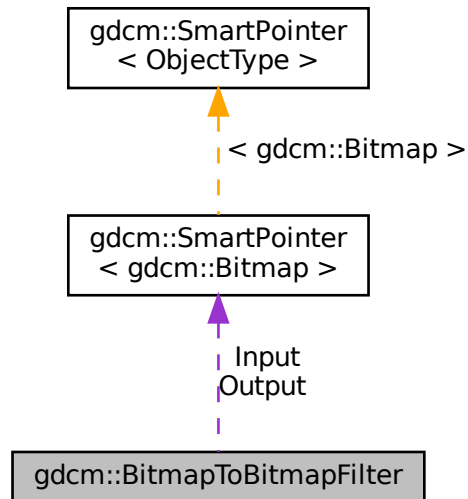 gdcm::SmartPointer
< ObjectType >
< gdcm::Bitmap >
gdcm::SmartPointer
< gdcm::Bitmap >
Input
Output
gdcm::BitmapToBitmapFilter